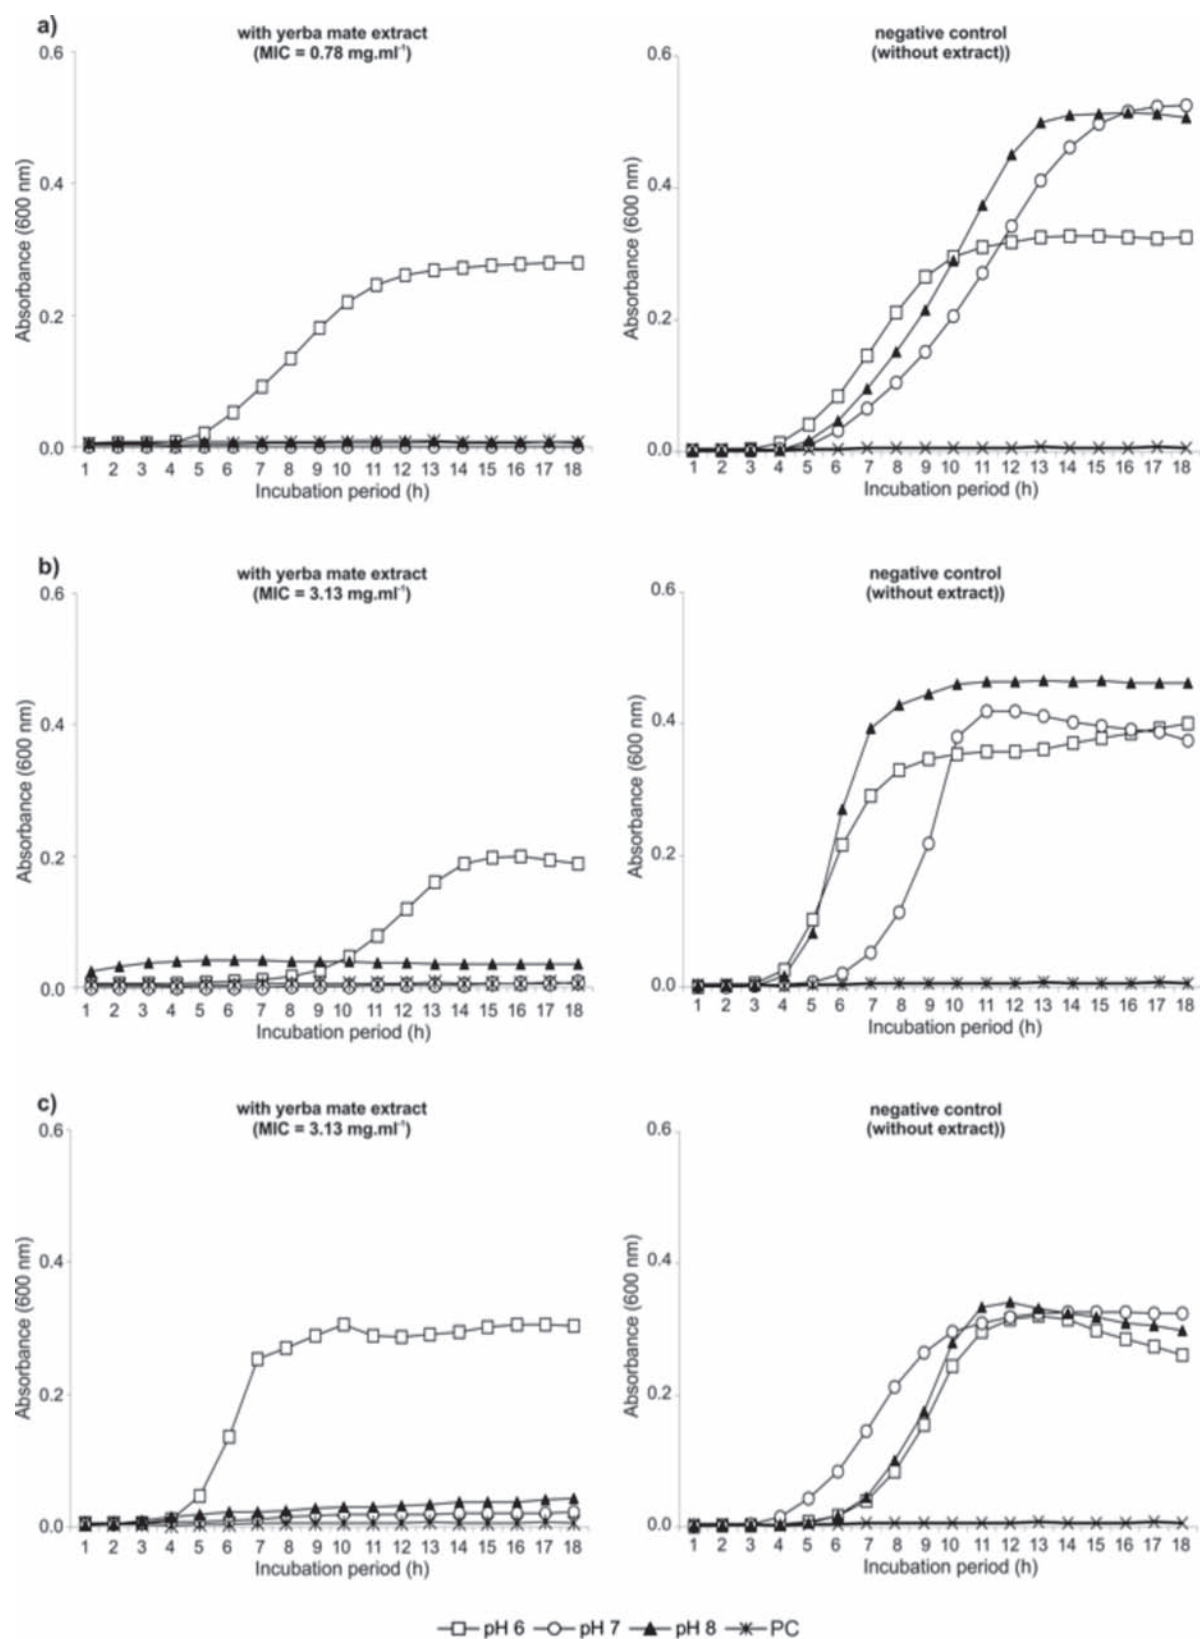 a)
with yerba mate extract
(MIC = 0.78 mg.ml⁻¹)
0.6
0.4
0.2
0.0
Absorbance (600 nm)
1 2 3 4 5 6 7 8 9 10 11 12 13 14 15 16 17 18
Incubation period (h)
negative control
(without extract))
0.6
0.4
0.2
0.0
Absorbance (600 nm)
1 2 3 4 5 6 7 8 9 10 11 12 13 14 15 16 17 18
Incubation period (h)
b)
with yerba mate extract
(MIC = 3.13 mg.ml⁻¹)
0.6
0.4
0.2
0.0
Absorbance (600 nm)
1 2 3 4 5 6 7 8 9 10 11 12 13 14 15 16 17 18
Incubation period (h)
negative control
(without extract))
0.6
0.4
0.2
0.0
Absorbance (600 nm)
1 2 3 4 5 6 7 8 9 10 11 12 13 14 15 16 17 18
Incubation period (h)
c)
with yerba mate extract
(MIC = 3.13 mg.ml⁻¹)
0.6
0.4
0.2
0.0
Absorbance (600 nm)
1 2 3 4 5 6 7 8 9 10 11 12 13 14 15 16 17 18
Incubation period (h)
negative control
(without extract))
0.6
0.4
0.2
0.0
Absorbance (600 nm)
1 2 3 4 5 6 7 8 9 10 11 12 13 14 15 16 17 18
Incubation period (h)
pH 6 pH 7 pH 8 PC